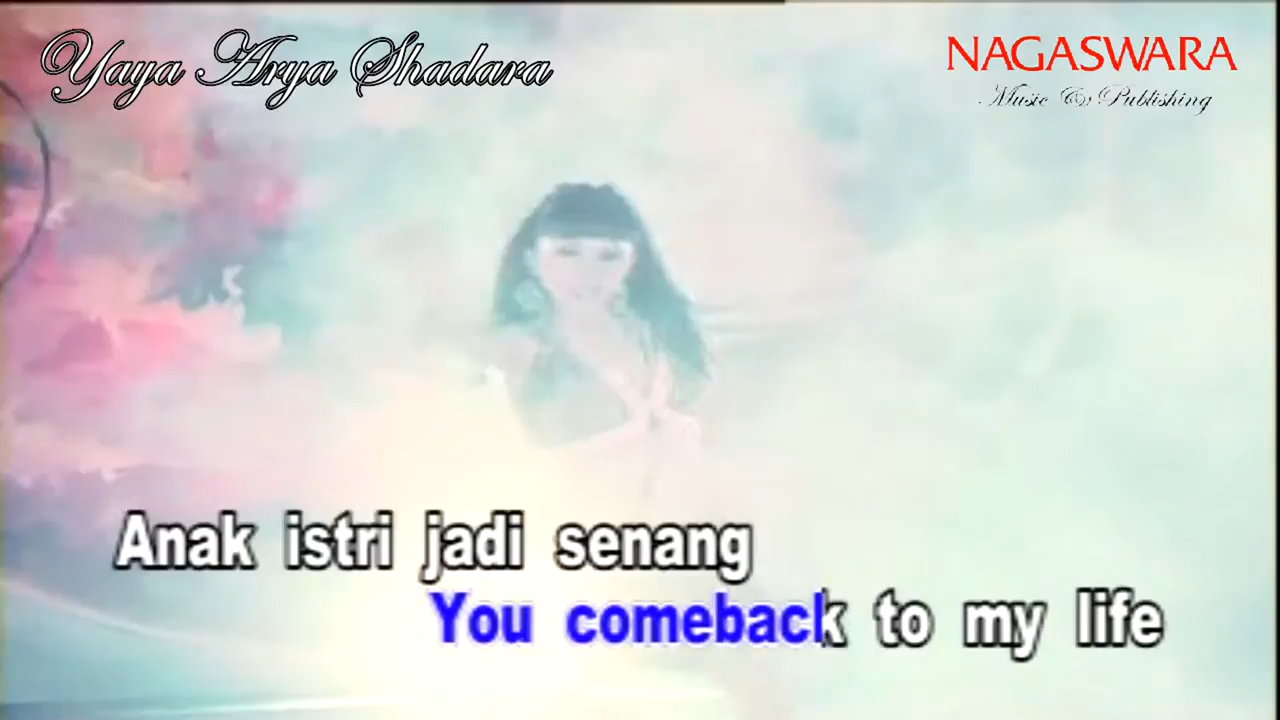 Yaya Arya Shadara
NAGASWARA
Music & Publishing
Anak istri jadi senang
You comeback to my life